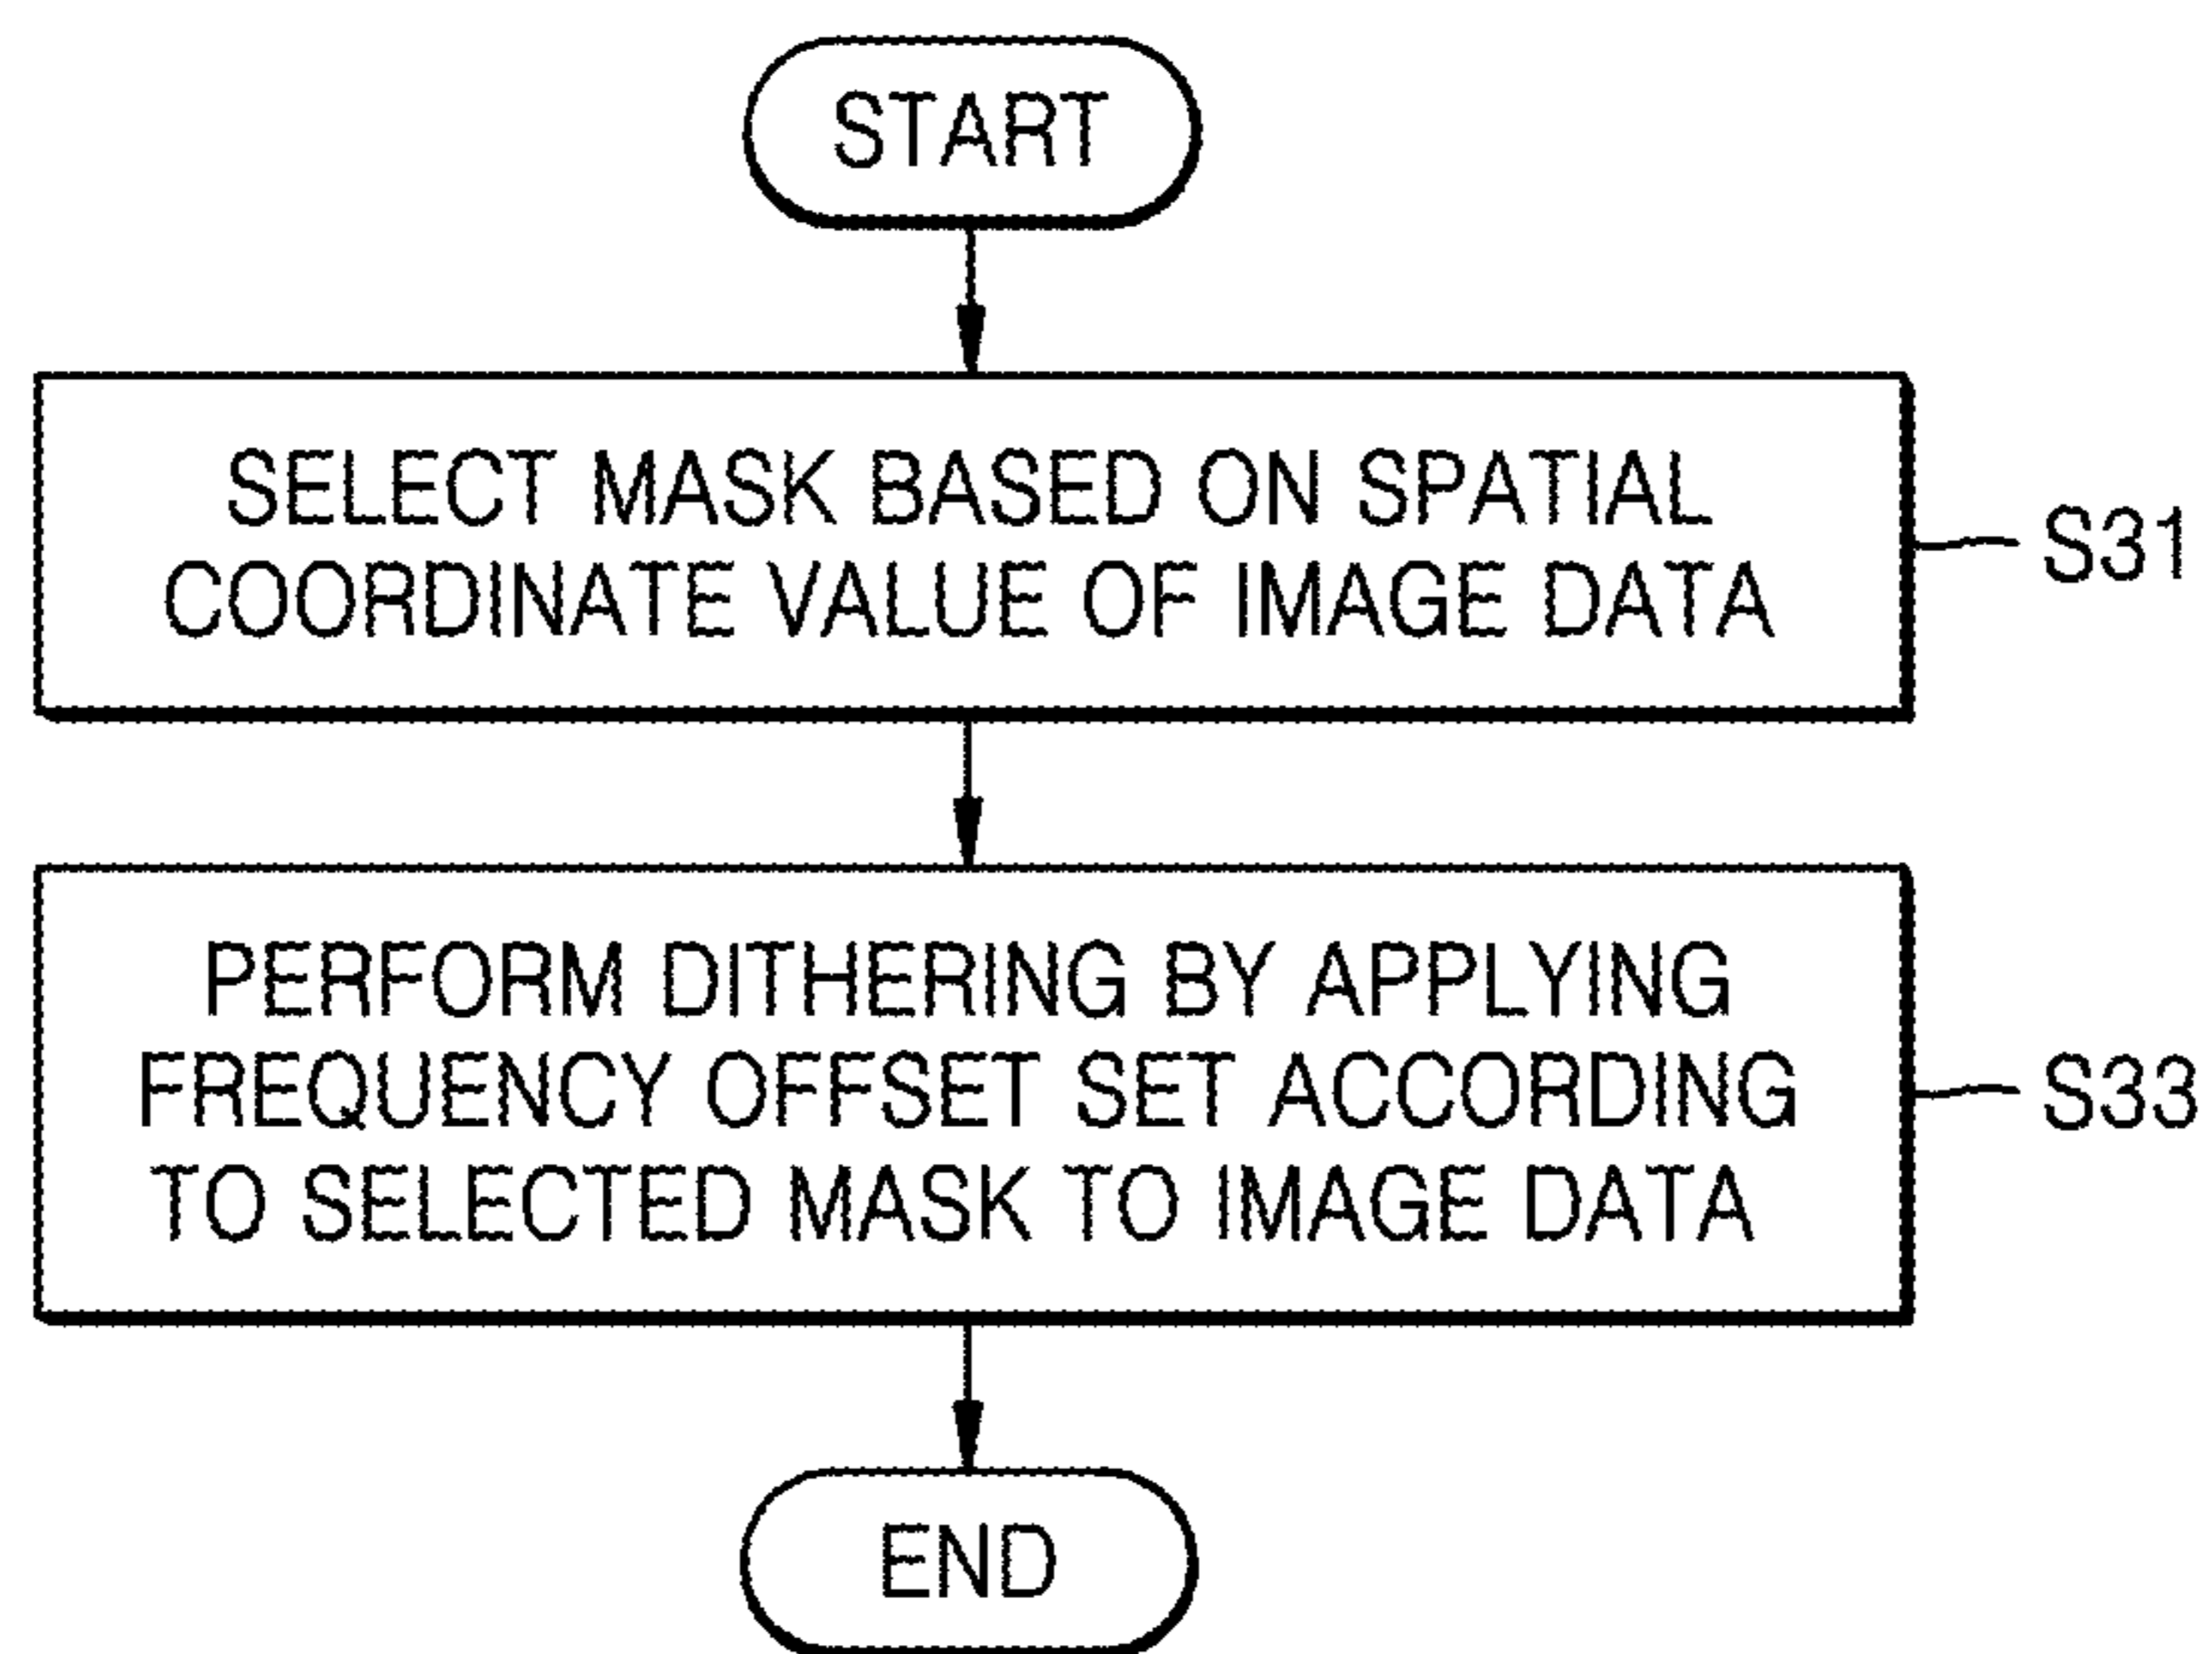 START
SELECT MASK BASED ON SPATIAL
COORDINATE VALUE OF IMAGE DATA
S31
PERFORM DITHERING BY APPLYING
FREQUENCY OFFSET SET ACCORDING
TO SELECTED MASK TO IMAGE DATA
S33
END